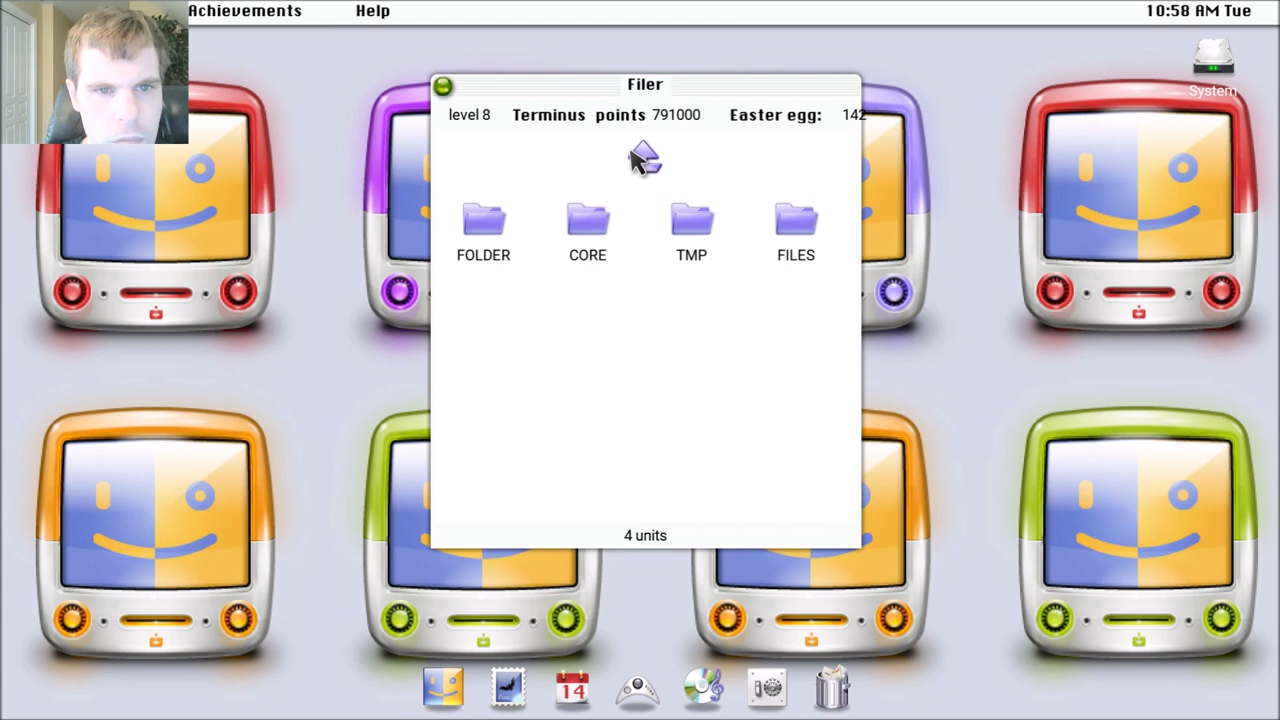 Achievements Help 10:58 AM Tue
System
Filer
level 8 Terminus points 791000 Easter egg: 142
FOLDER CORE TMP FILES
4 units
14